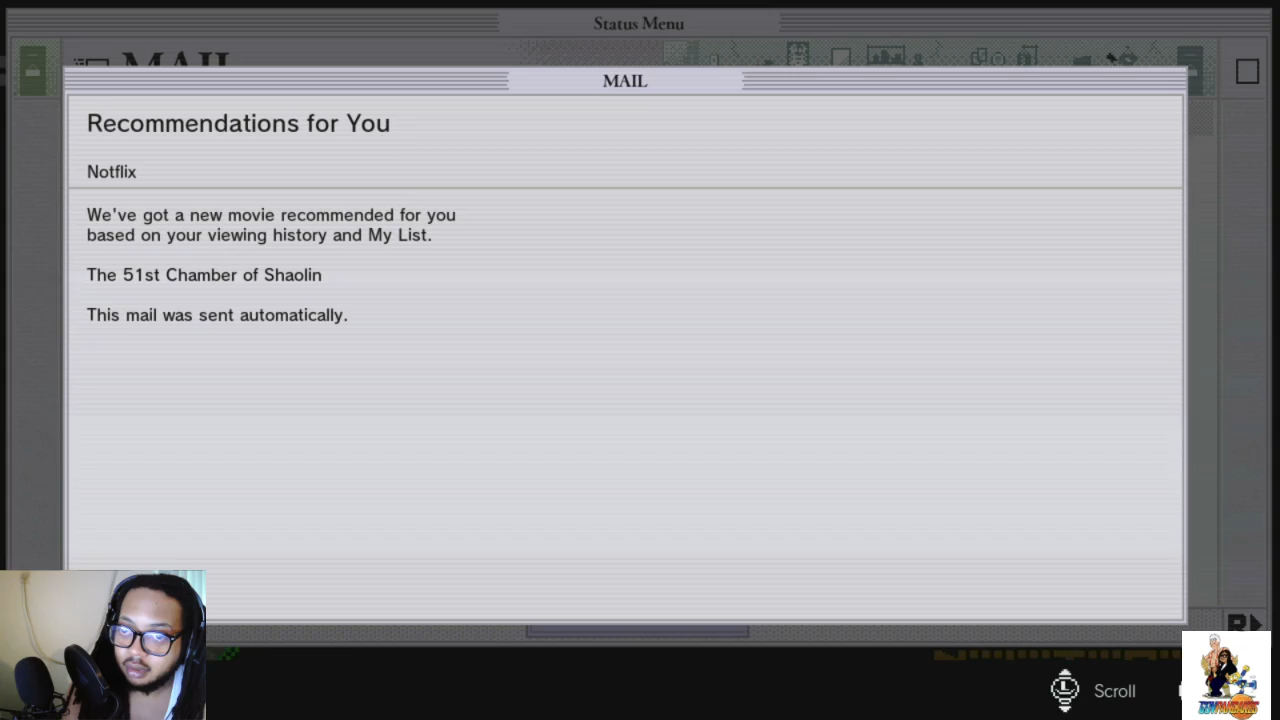 Status Menu
MAIL
MAIL
Recommendations for You
Notflix
We've got a new movie recommended for you
based on your viewing history and My List.
The 51st Chamber of Shaolin
This mail was sent automatically.
R
L
Scroll